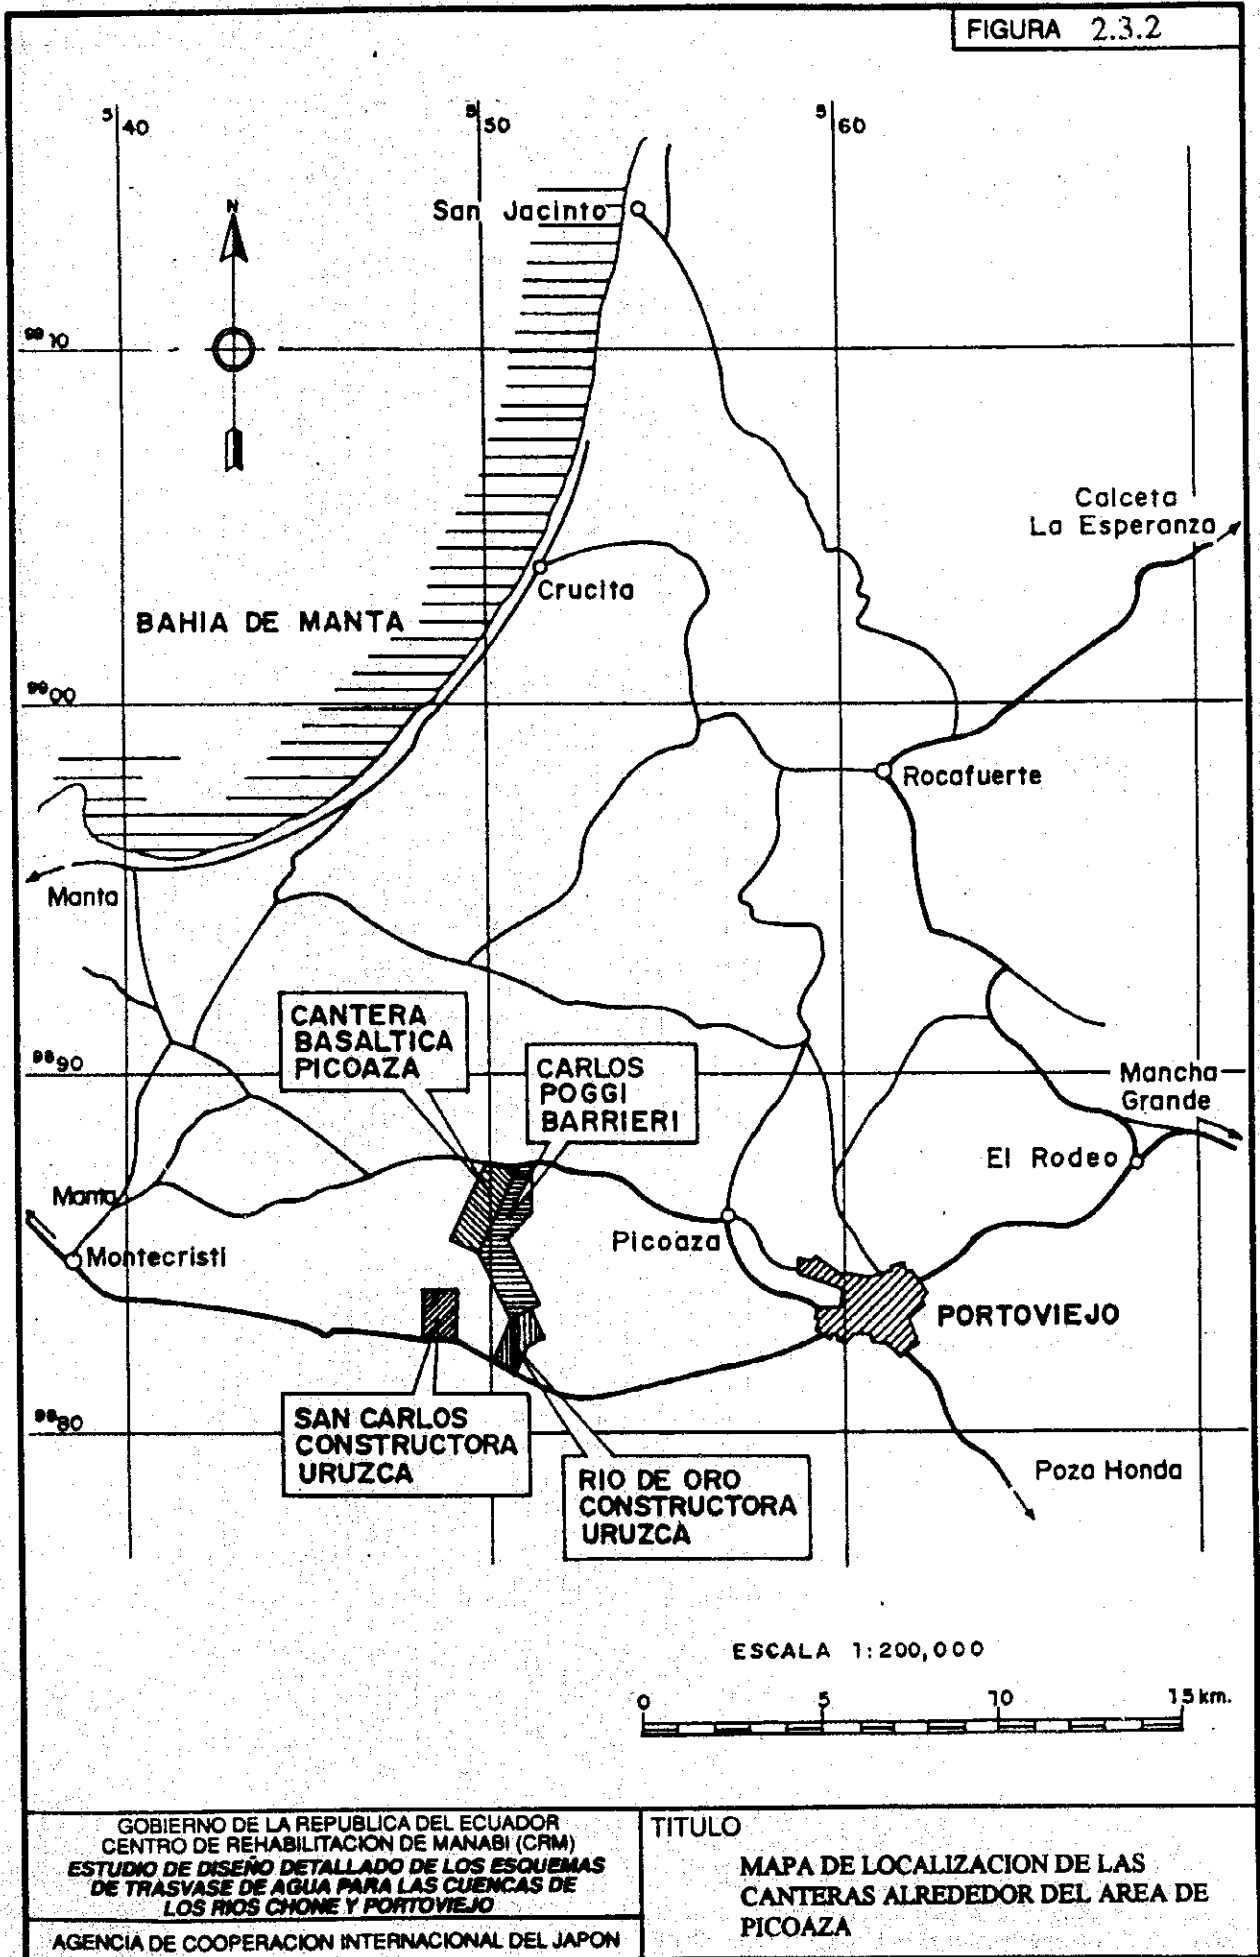 FIGURA 2.3.2
5 40
5 50
5 60
N
San Jacinto
99 10
Calceta
La Esperanza
Crucita
BAHIA DE MANTA
99 00
Rocafuerte
Manta
CANTERA
BASALTICA
PICOAZA
98 90
CARLOS
POGGI
BARRIERI
Mancha
Grande
El Rodeo
Manta
Picoaza
Montecristi
PORTOVIEJO
98 80
SAN CARLOS
CONSTRUCTORA
URUZCA
RIO DE ORO
CONSTRUCTORA
URUZCA
Poza Honda
ESCALA 1:200,000
0 5 10 15 km.
GOBIERNO DE LA REPUBLICA DEL ECUADOR
CENTRO DE REHABILITACION DE MANABI (CRM)
ESTUDIO DE DISEÑO DETALLADO DE LOS ESQUEMAS
DE TRASVASE DE AGUA PARA LAS CUENCAS DE
LOS RIOS CHONE Y PORTOVIEJO
AGENCIA DE COOPERACION INTERNACIONAL DEL JAPON
TITULO
MAPA DE LOCALIZACION DE LAS
CANTERAS ALREDEDOR DEL AREA DE
PICOAZA